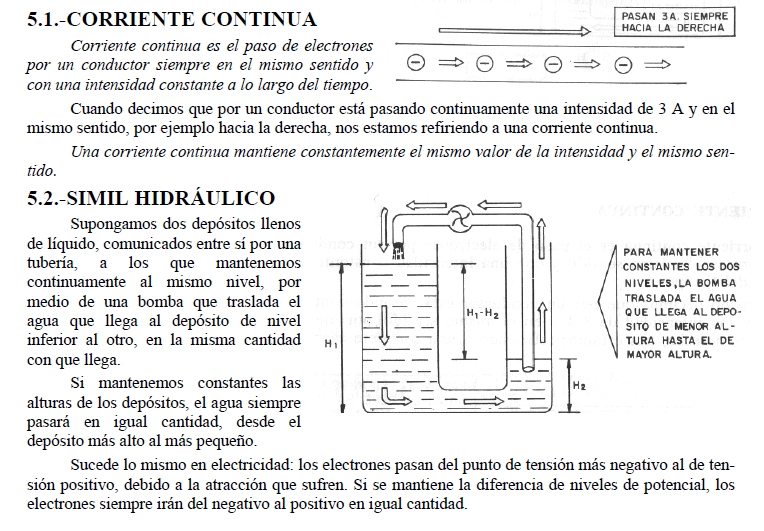 5.1.-CORRIENTE CONTINUA
Corriente continua es el paso de electrones
por un conductor siempre en el mismo sentido y
con una intensidad constante a lo largo del tiempo.
PASAN 3A. SIEMPRE
HACIA LA DERECHA
Cuando decimos que por un conductor está pasando continuamente una intensidad de 3 A y en el
mismo sentido, por ejemplo hacia la derecha, nos estamos refiriendo a una corriente continua.
Una corriente continua mantiene constantemente el mismo valor de la intensidad y el mismo sen-
tido.
5.2.-SIMIL HIDRÁULICO
Supongamos dos depósitos llenos
de líquido, comunicados entre sí por una
tubería, a los que mantenemos
continuamente al mismo nivel, por
medio de una bomba que traslada el
agua que llega al depósito de nivel
inferior al otro, en la misma cantidad
con que llega.
Si mantenemos constantes las
alturas de los depósitos, el agua siempre
pasará en igual cantidad, desde el
depósito más alto al más pequeño.
H1
H1-H2
H2
PARA MANTENER
CONSTANTES LOS DOS
NIVELES, LA BOMBA
TRASLADA EL AGUA
QUE LLEGA AL DEPO-
SITO DE MENOR AL-
TURA HASTA EL DE
MAYOR ALTURA.
Sucede lo mismo en electricidad: los electrones pasan del punto de tensión más negativo al de ten-
sión positivo, debido a la atracción que sufren. Si se mantiene la diferencia de niveles de potencial, los
electrones siempre irán del negativo al positivo en igual cantidad.